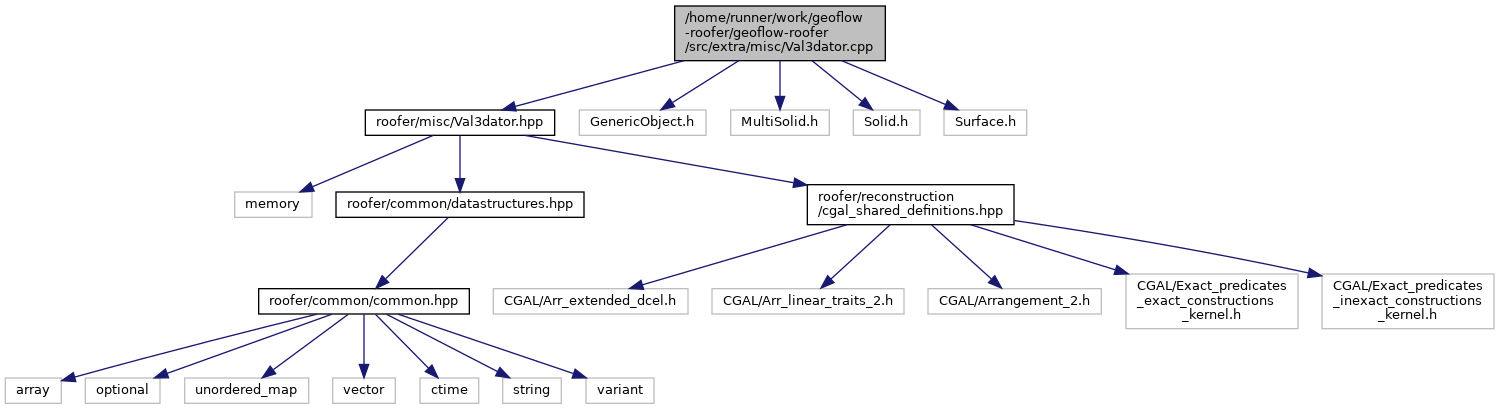 /home/runner/work/geoflow
-roofer/geoflow-roofer
/src/extra/misc/Val3dator.cpp
roofer/misc/Val3dator.hpp
GenericObject.h
MultiSolid.h
Solid.h
Surface.h
memory
roofer/common/datastructures.hpp
roofer/reconstruction
/cgal_shared_definitions.hpp
roofer/common/common.hpp
CGAL/Arr_extended_dcel.h
CGAL/Arr_linear_traits_2.h
CGAL/Arrangement_2.h
CGAL/Exact_predicates
_exact_constructions
_kernel.h
CGAL/Exact_predicates
_inexact_constructions
_kernel.h
array
optional
unordered_map
vector
ctime
string
variant